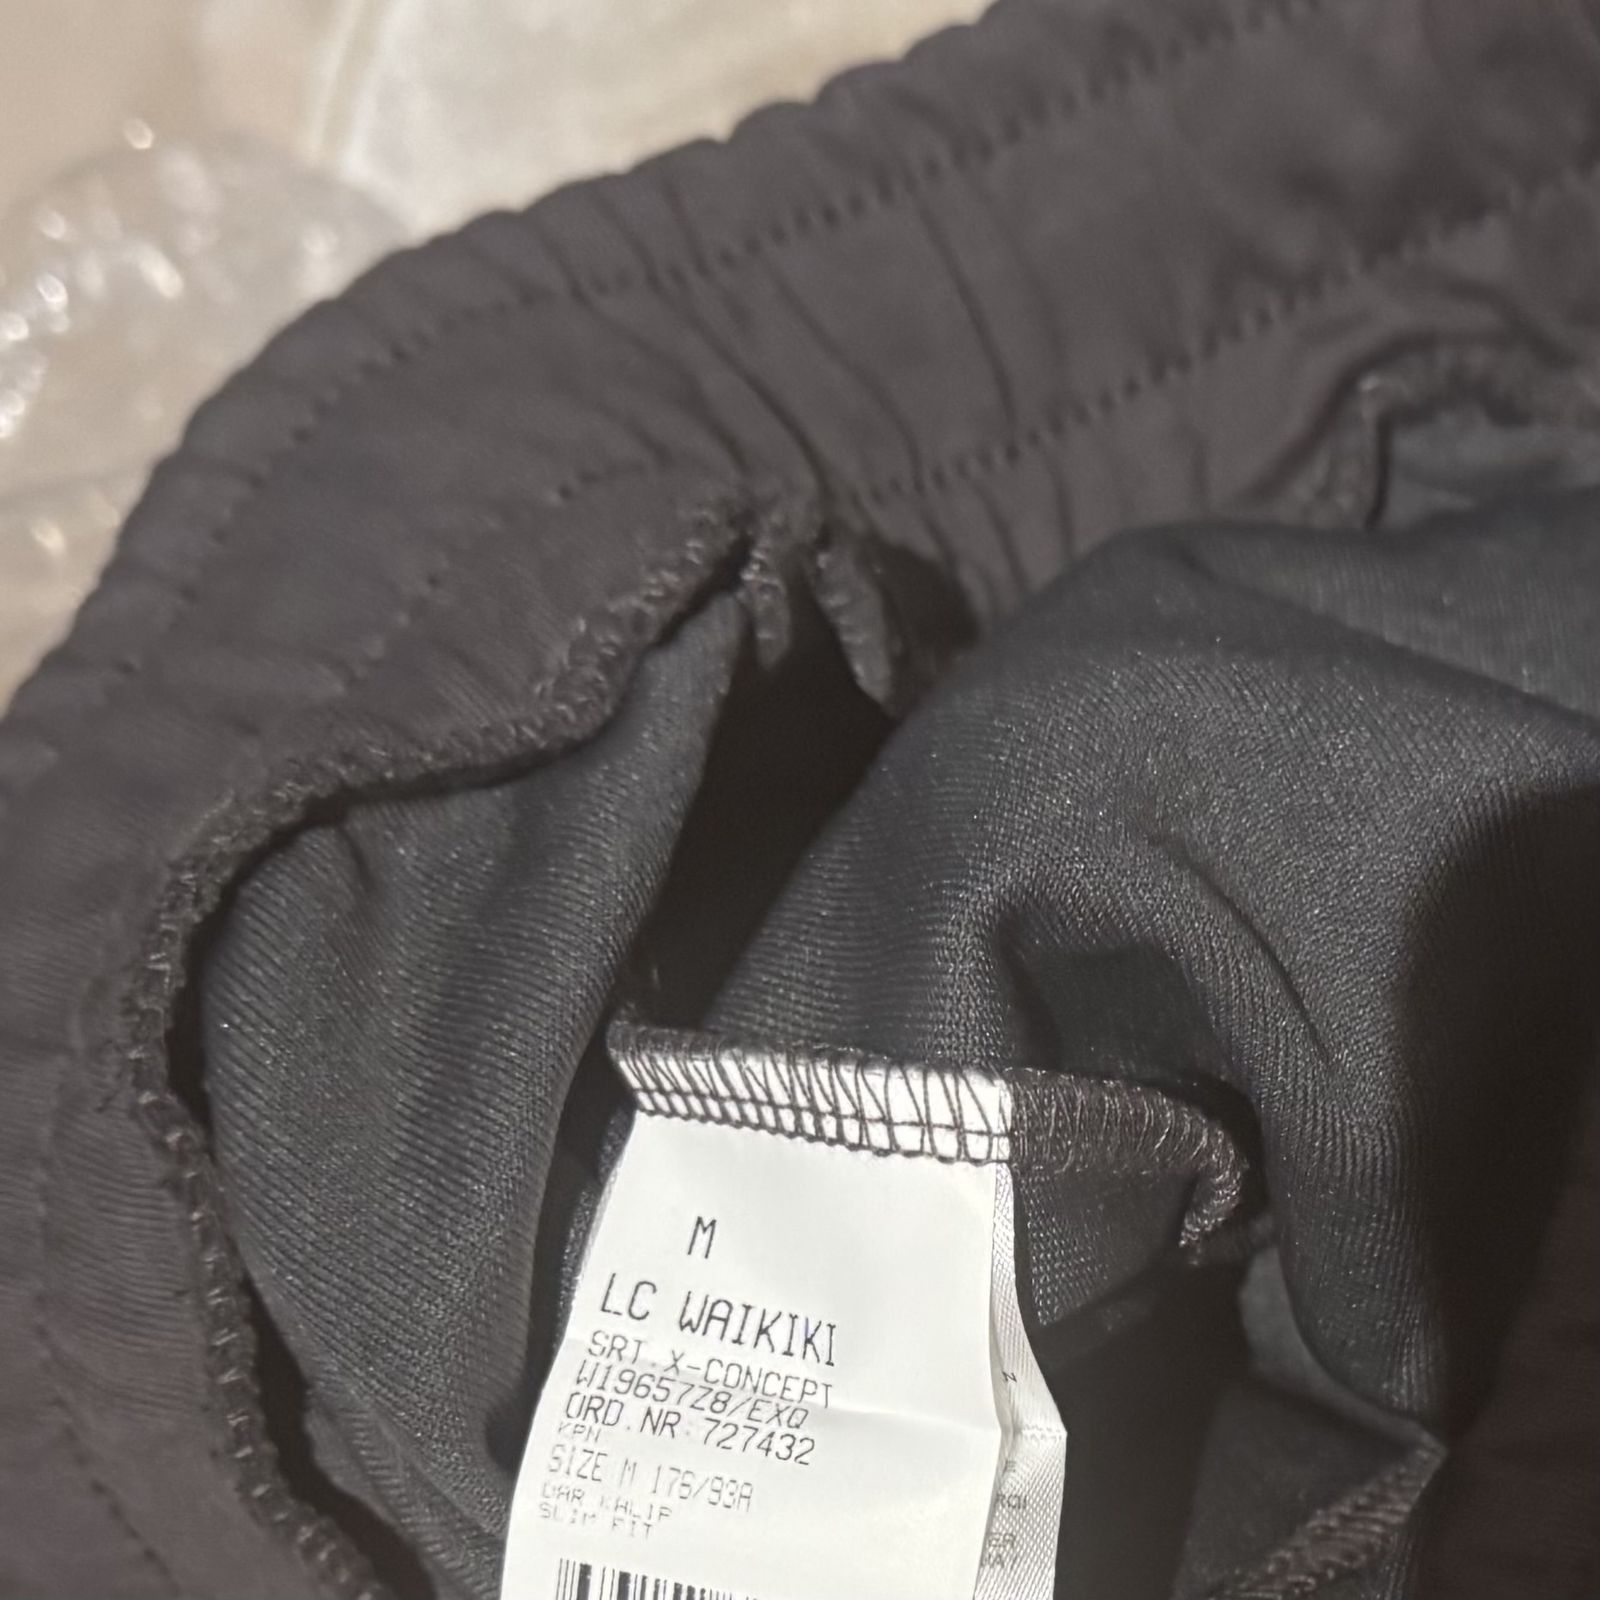 M
LC WAIKIKI
SRT.X-CONCEPT
W19657Z8/EXQ
ORD.NR:727432
KPN
SIZE M 176/93A
DAR KALIP
SLIM FIT
N